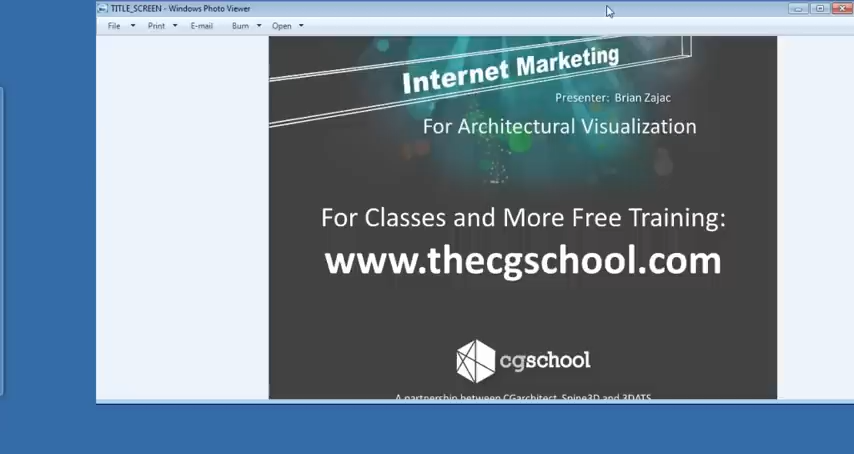 TITLE_SCREEN - Windows Photo Viewer
File Print E-mail Burn Open
Internet Marketing
Presenter: Brian Zajac
For Architectural Visualization
For Classes and More Free Training:
www.thecgschool.com
cgschool
A partnership between CGarchitect, Spine3D and 3DATS